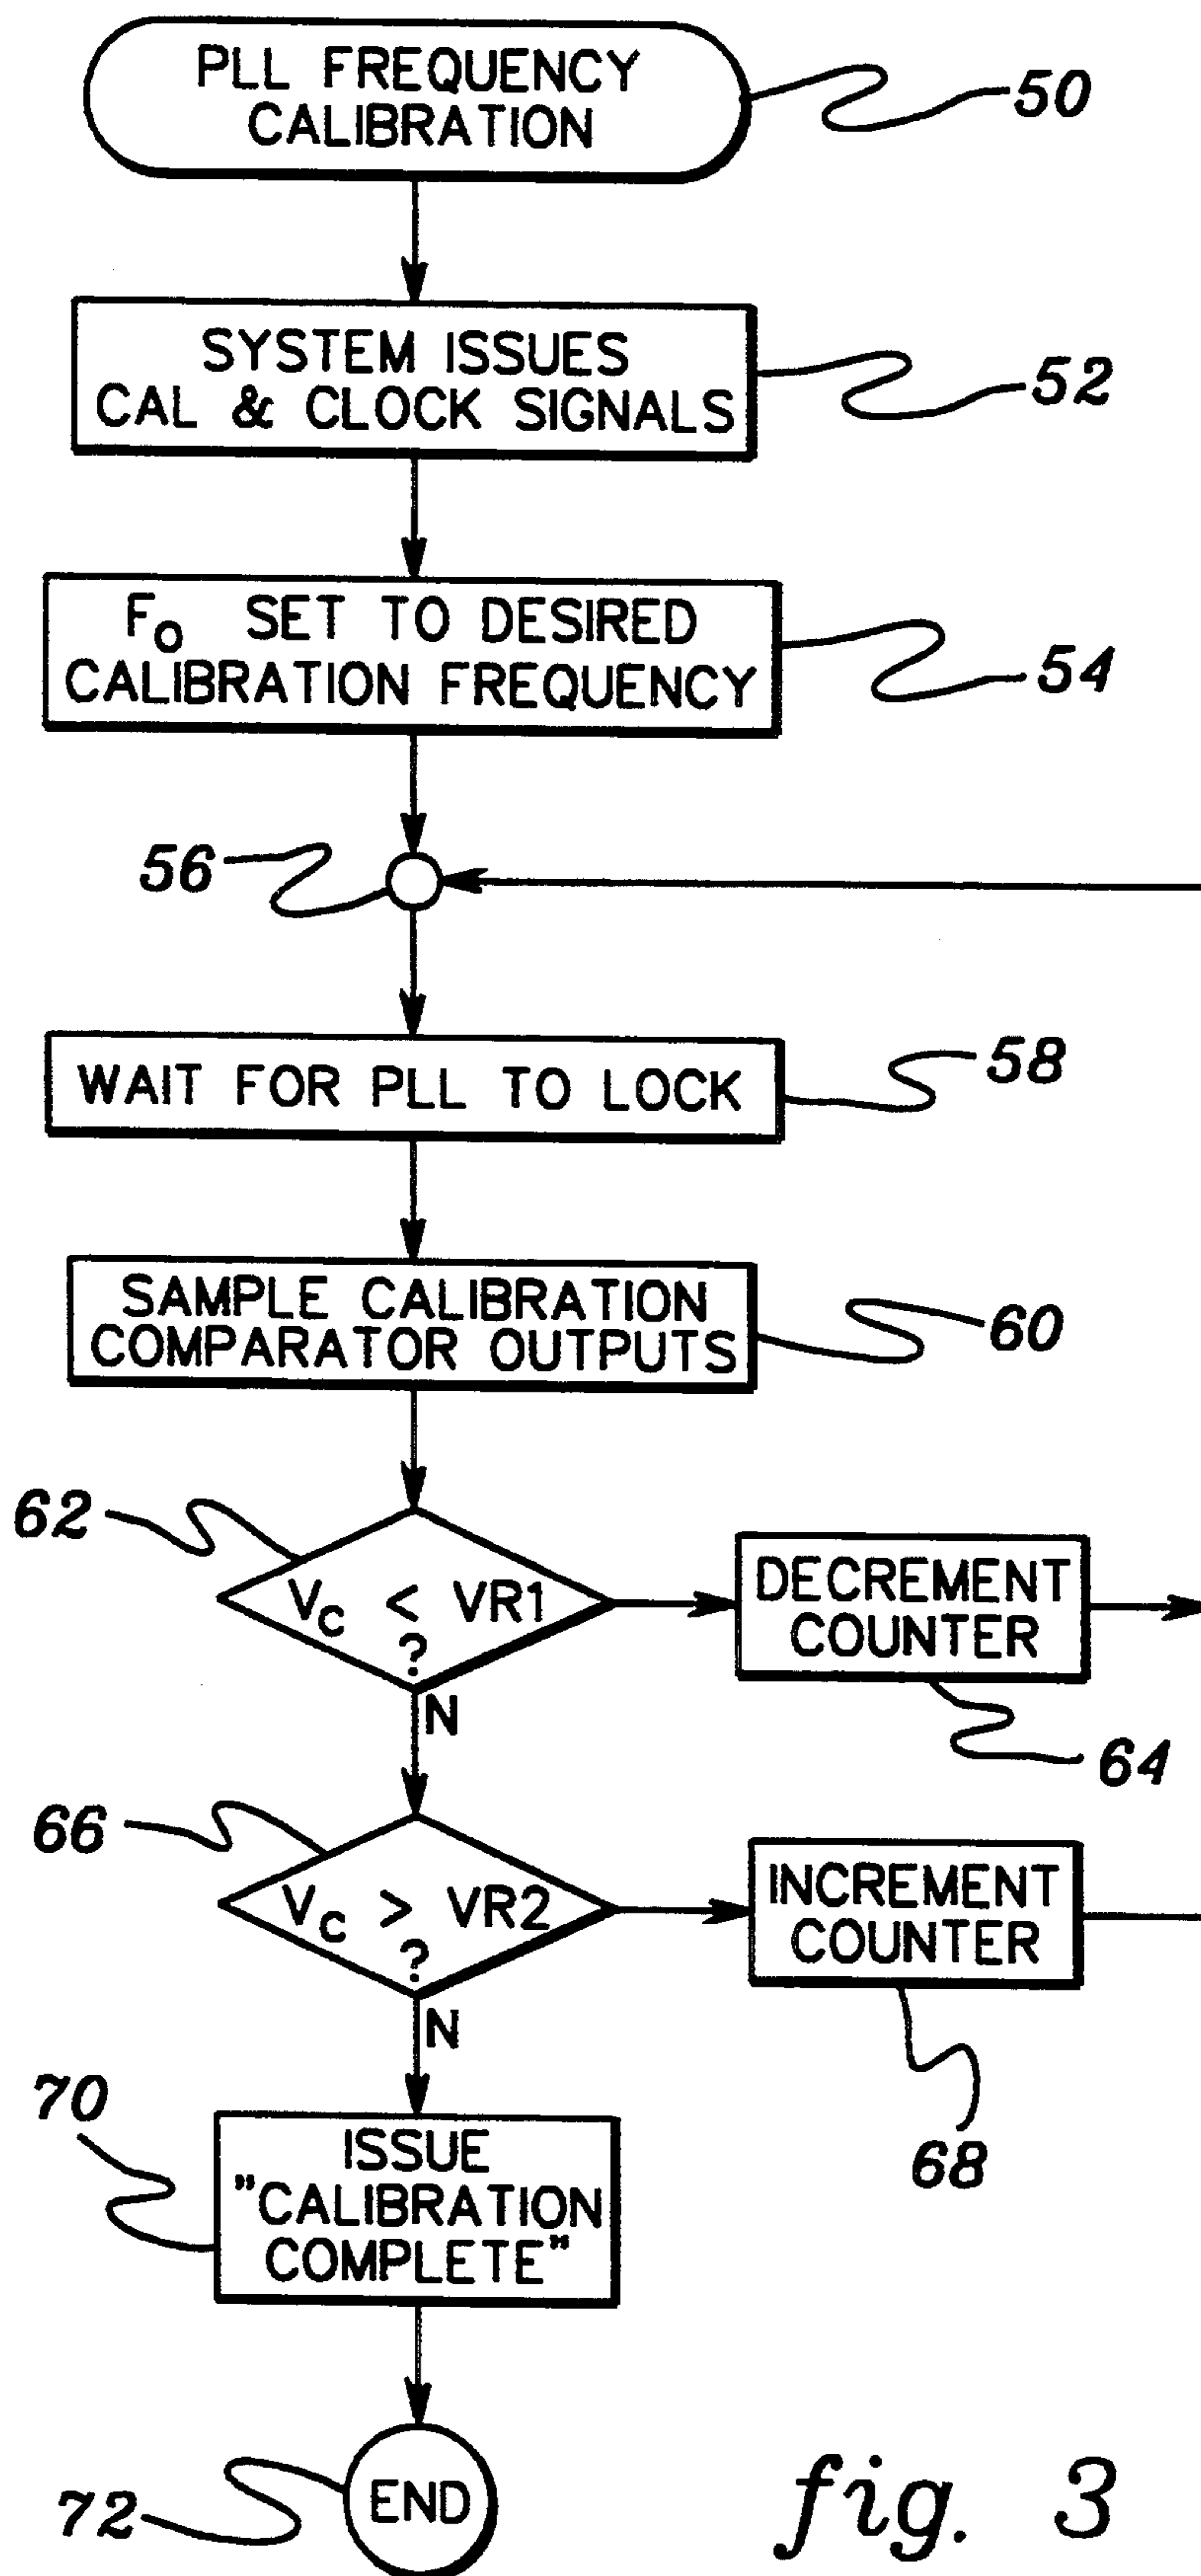 PLL FREQUENCY
CALIBRATION
50
SYSTEM ISSUES
CAL & CLOCK SIGNALS
52
Fo SET TO DESIRED
CALIBRATION FREQUENCY
54
56
WAIT FOR PLL TO LOCK
58
SAMPLE CALIBRATION
COMPARATOR OUTPUTS
60
62
Vc < VR1
?
N
DECREMENT
COUNTER
64
66
Vc > VR2
?
N
INCREMENT
COUNTER
68
70
ISSUE
"CALIBRATION
COMPLETE"
72
END
fig. 3